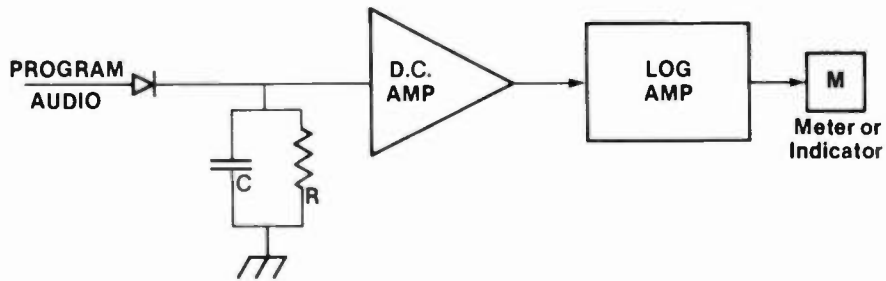 PROGRAM
AUDIO
D.C.
AMP
LOG
AMP
M
Meter or
Indicator
C
R